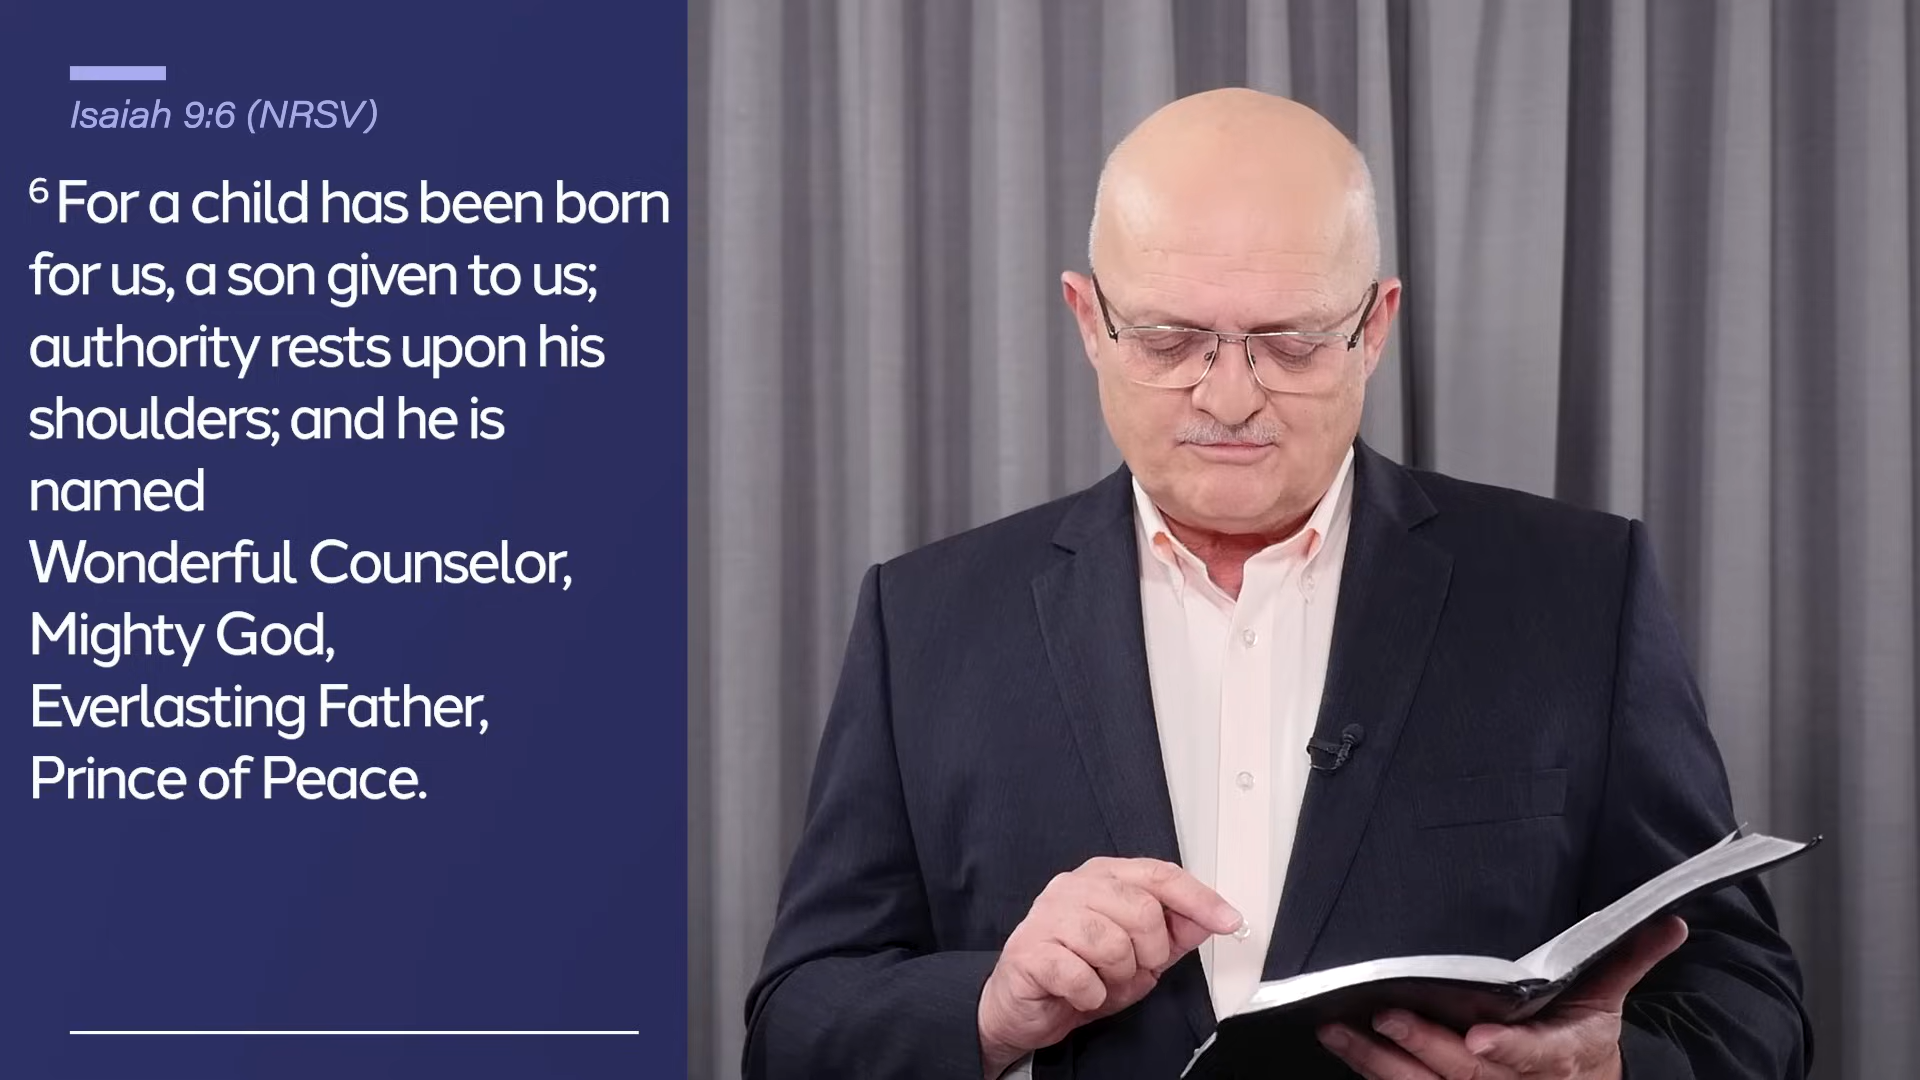 Isaiah 9:6 (NRSV)
6 For a child has been born
for us, a son given to us;
authority rests upon his
shoulders; and he is
named
Wonderful Counselor,
Mighty God,
Everlasting Father,
Prince of Peace.